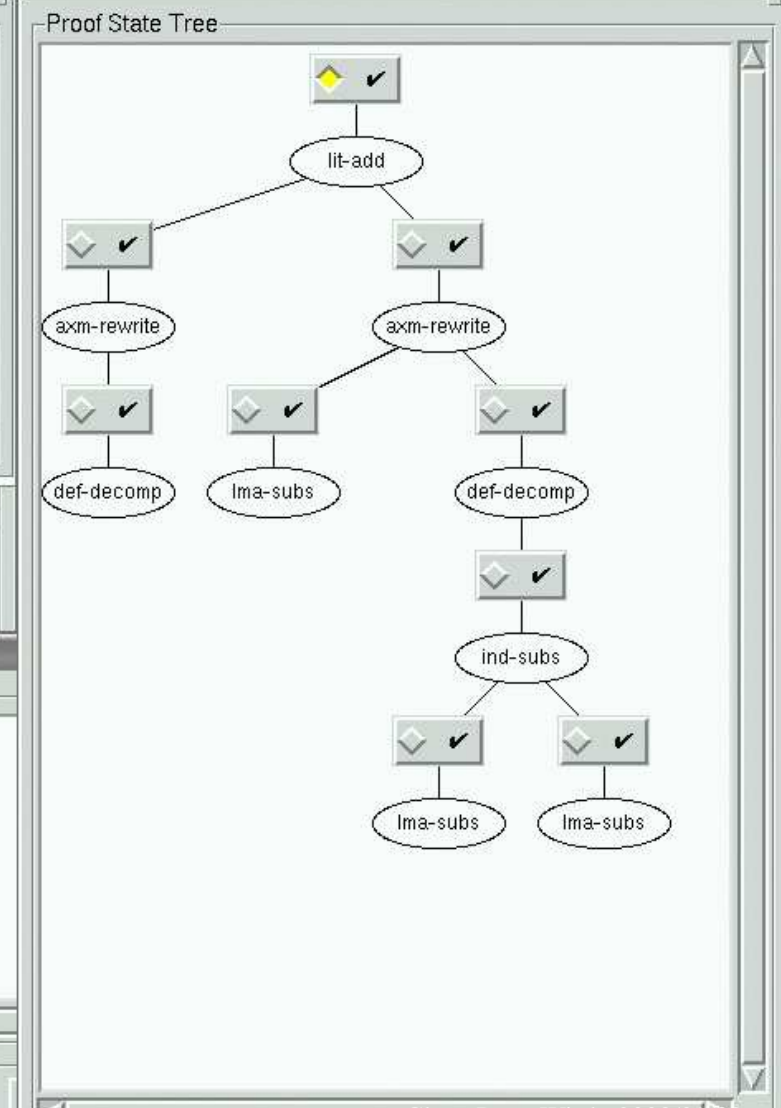 Proof State Tree
lit-add
axm-rewrite axm-rewrite
def-decomp lma-subs def-decomp
ind-subs
lma-subs lma-subs